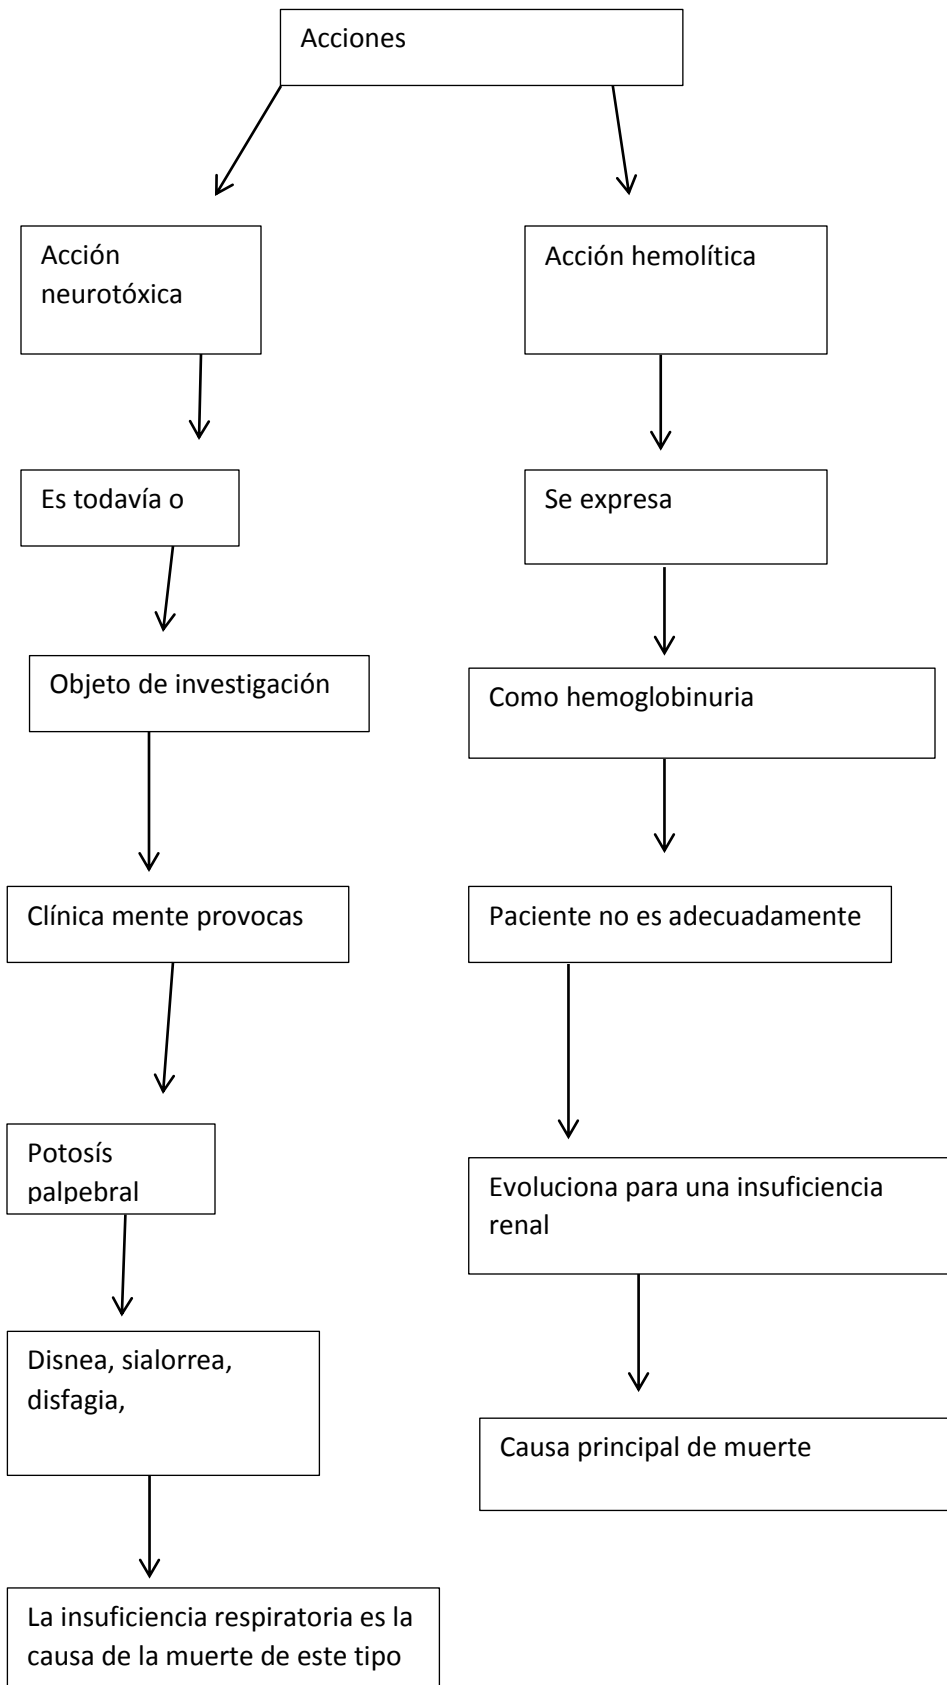 Acciones
Acción
neurotóxica
Es todavía o
Objeto de investigación
Clínica mente provocas
Potosís
palpebral
Disnea, sialorrea,
disfagia,
La insuficiencia respiratoria es la
causa de la muerte de este tipo
Acción hemolítica
Se expresa
Como hemoglobinuria
Paciente no es adecuadamente
Evoluciona para una insuficiencia
renal
Causa principal de muerte